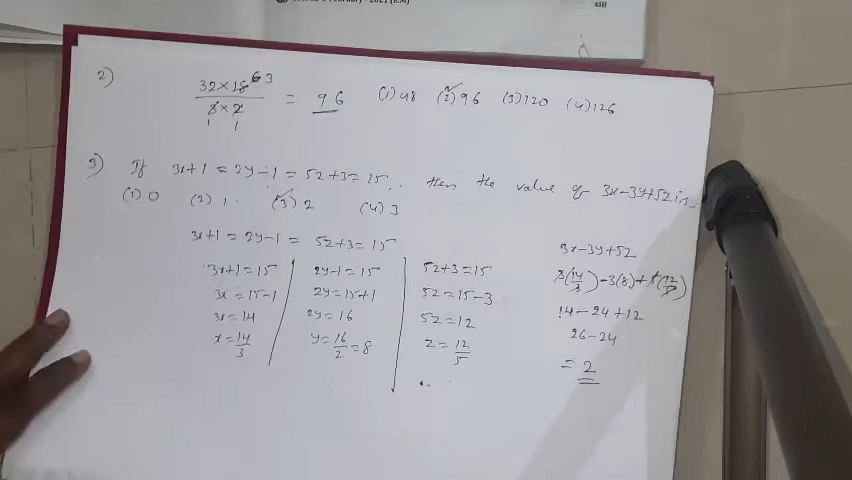 xiii
2) 32×18 6 3 / 8×2 1 1 = 96 (1) 48 (2) 96 (3) 120 (4) 126
3) If 3x+1 = 2y-1 = 5z+3 = 15, then the value of 3x-3y+5z is
(1) 0 (2) 1 (3) 2 (4) 3
3x+1 = 2y-1 = 5z+3 = 15
3x+1 = 15
3x = 15-1
3x = 14
x = 14/3
2y-1 = 15
2y = 15+1
2y = 16
y = 16/2 = 8
5z+3 = 15
5z = 15-3
5z = 12
z = 12/5
3x-3y+5z
3(14/3)-3(8)+5(12/5)
14-24+12
26-24
= 2